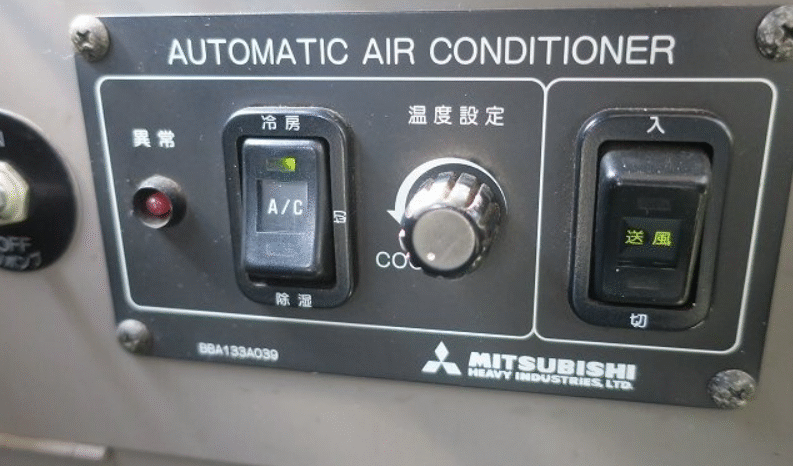 AUTOMATIC AIR CONDITIONER
異常
冷房
A/C
切
除湿
温度設定
入
送風
切
OFF
BBA133A039
MITSUBISHI
HEAVY INDUSTRIES, LTD.